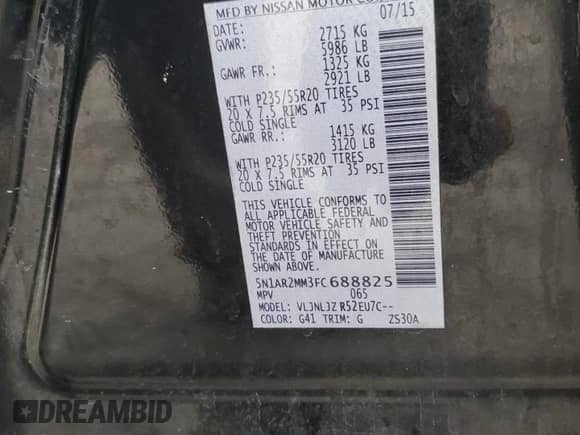 MFD BY NISSAN MOTOR CO
DATE: 07/15
GVWR: 2715 KG
5986 LB
GAWR FR.: 1325 KG
2921 LB
WITH P235/55R20 TIRES
20 X 7.5 RIMS AT 35 PSI
COLD SINGLE
GAWR RR.: 1415 KG
3120 LB
WITH P235/55R20 TIRES
20 X 7.5 RIMS AT 35 PSI
COLD SINGLE
THIS VEHICLE CONFORMS TO
ALL APPLICABLE FEDERAL
MOTOR VEHICLE SAFETY AND
THEFT PREVENTION
STANDARDS IN EFFECT ON
THE DATE OF MANUFACTURE
SHOWN ABOVE.
5N1AR2MM3FC688825
MPV 065
MODEL: VLJNLJZ R52EU7C--
COLOR: G41 TRIM: G ZS30A
DREAMBID